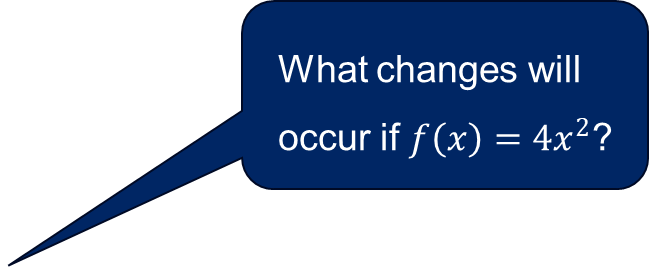 What changes will
occur if 𝑓(𝑥) = 4𝑥²?